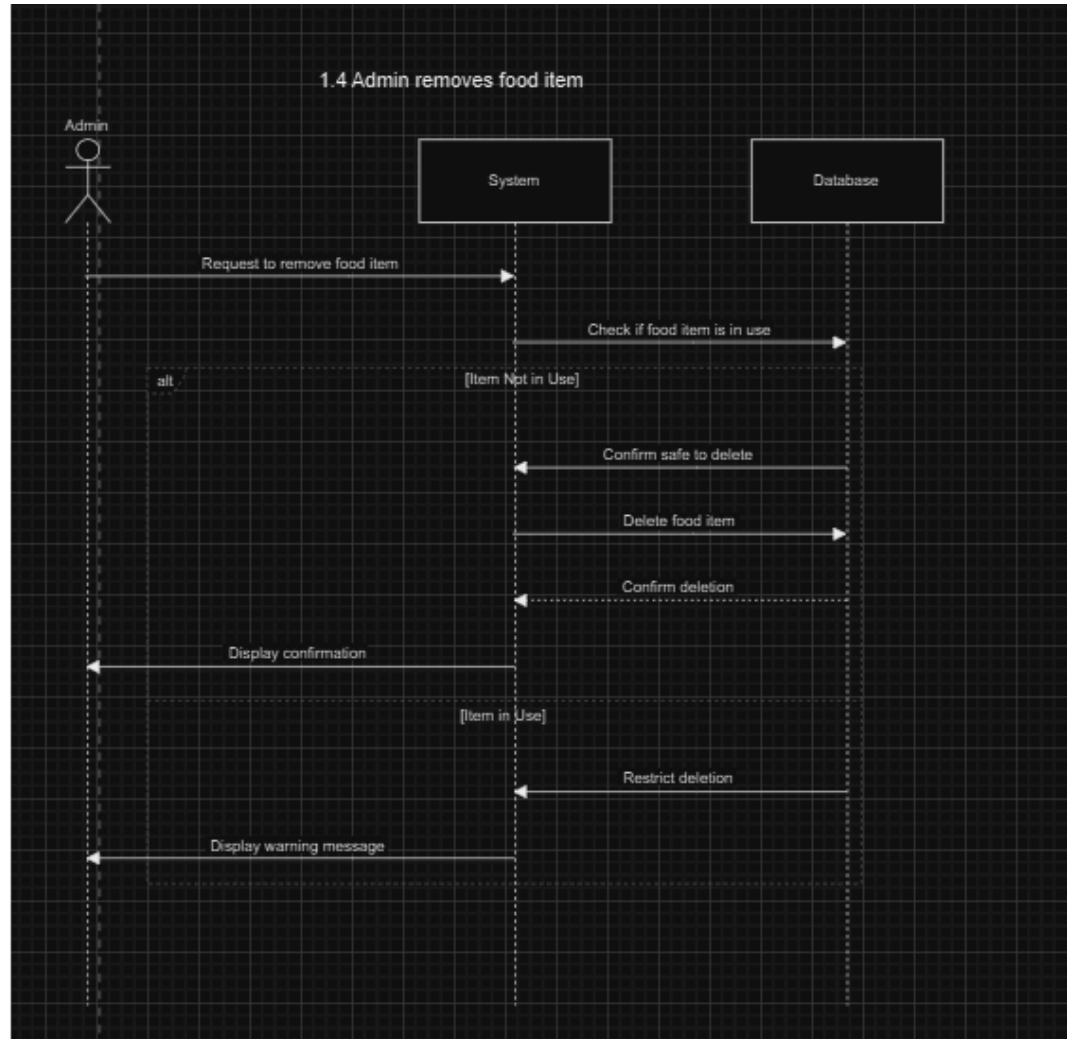 1.4 Admin removes food item
Admin
System
Database
Request to remove food item
Check if food item is in use
alt
[Item Not in Use]
Confirm safe to delete
Delete food item
Confirm deletion
Display confirmation
[Item in Use]
Restrict deletion
Display warning message